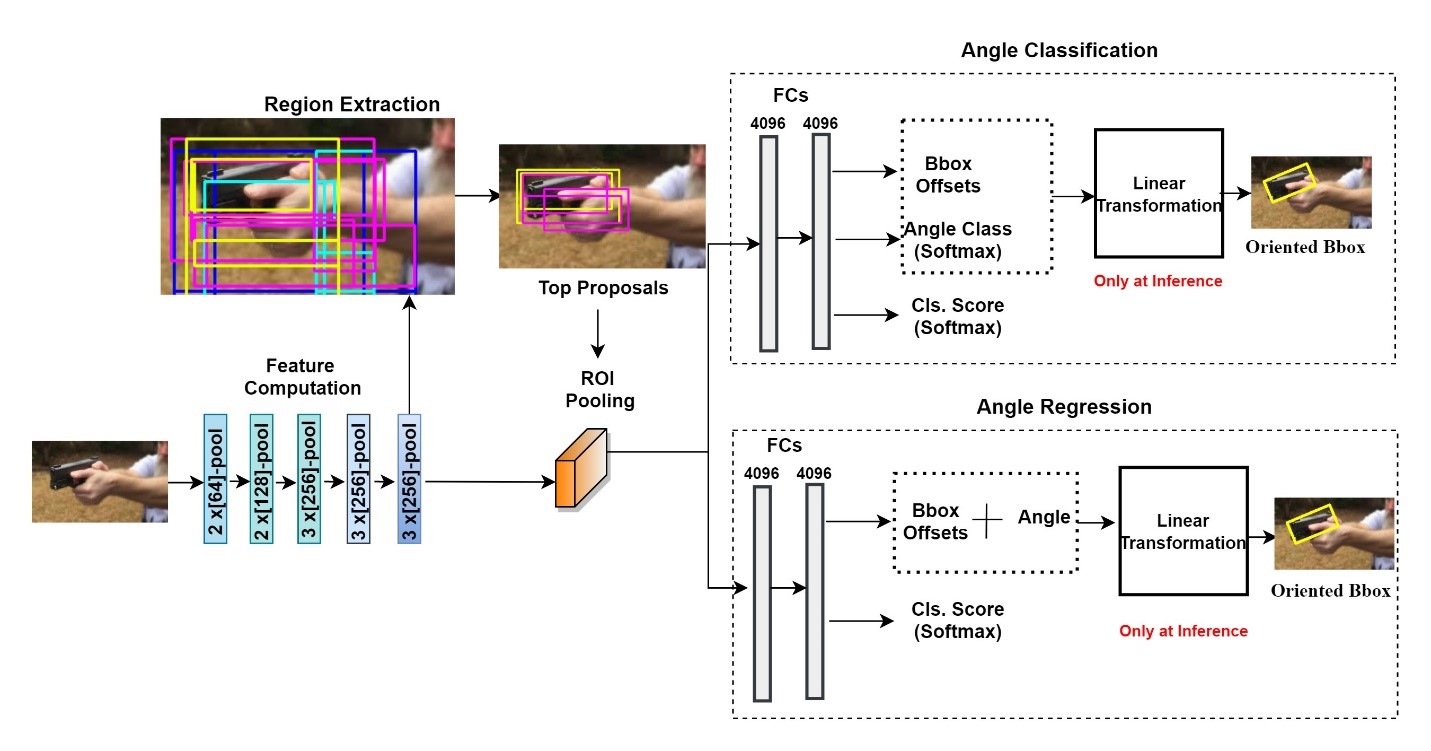 Region Extraction
Top Proposals
ROI
Pooling
Feature
Computation
2 x[64]-pool
2 x[128]-pool
3 x[256]-pool
3 x[256]-pool
3 x[256]-pool
Angle Classification
FCs
4096 4096
Bbox
Offsets
Angle Class
(Softmax)
Cls. Score
(Softmax)
Linear
Transformation
Only at Inference
Oriented Bbox
Angle Regression
FCs
4096 4096
Bbox
Offsets + Angle
Cls. Score
(Softmax)
Linear
Transformation
Only at Inference
Oriented Bbox